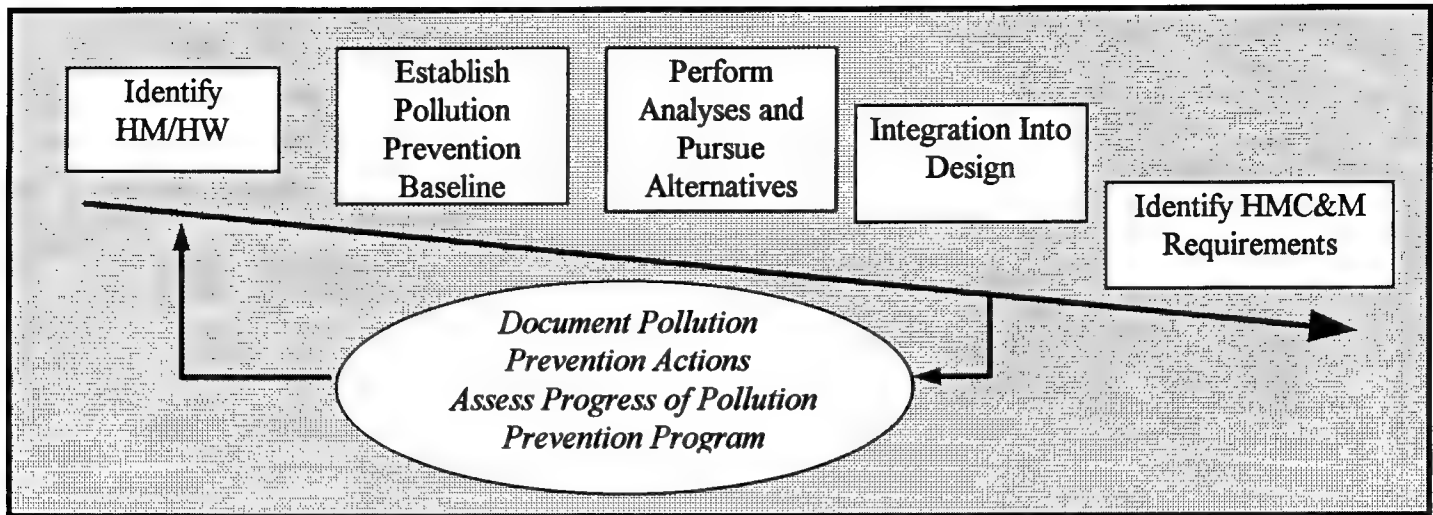 Identify
HM/HW
Establish
Pollution
Prevention
Baseline
Perform
Analyses and
Pursue
Alternatives
Integration Into
Design
Identify HMC&M
Requirements
Document Pollution
Prevention Actions
Assess Progress of Pollution
Prevention Program